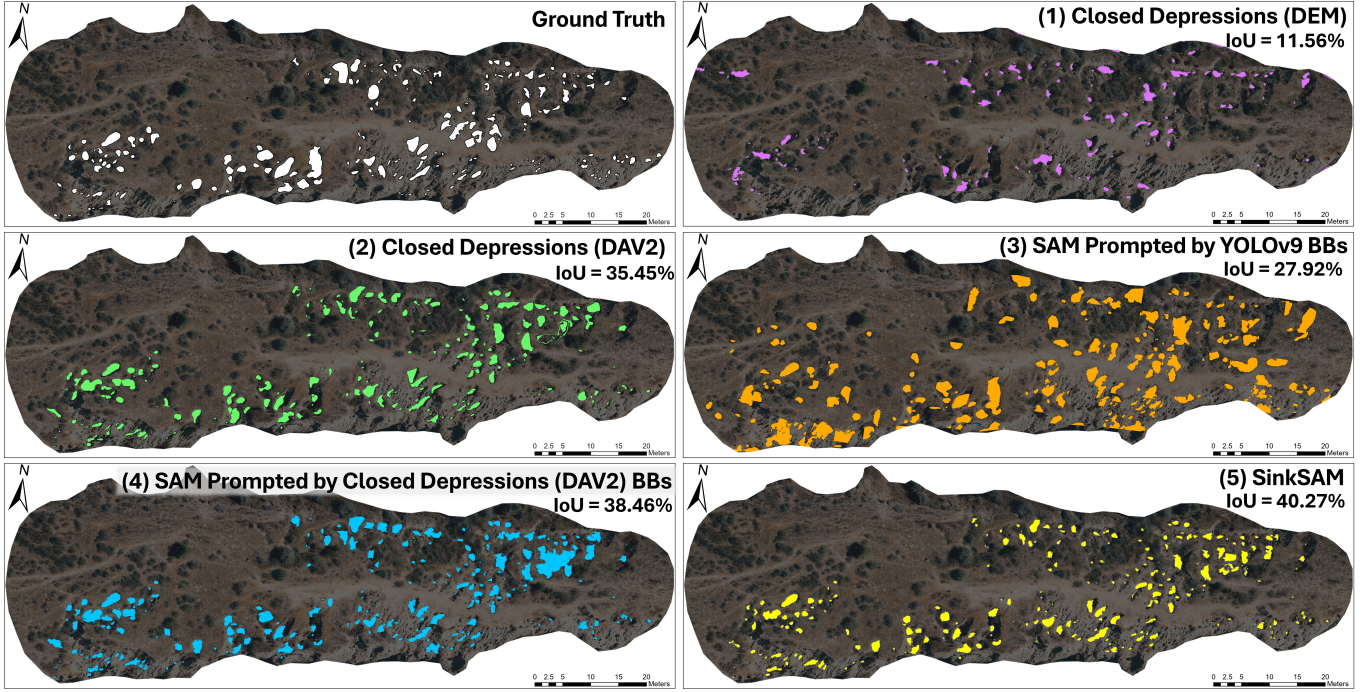 N
Ground Truth
0 2.5 5 10 15 20
Meters
N
(1) Closed Depressions (DEM)
IoU = 11.56%
0 2.5 5 10 15 20
Meters
N
(2) Closed Depressions (DAV2)
IoU = 35.45%
0 2.5 5 10 15 20
Meters
N
(3) SAM Prompted by YOLOv9 BBs
IoU = 27.92%
0 2.5 5 10 15 20
Meters
N
(4) SAM Prompted by Closed Depressions (DAV2) BBs
IoU = 38.46%
0 2.5 5 10 15 20
Meters
N
(5) SinkSAM
IoU = 40.27%
0 2.5 5 10 15 20
Meters